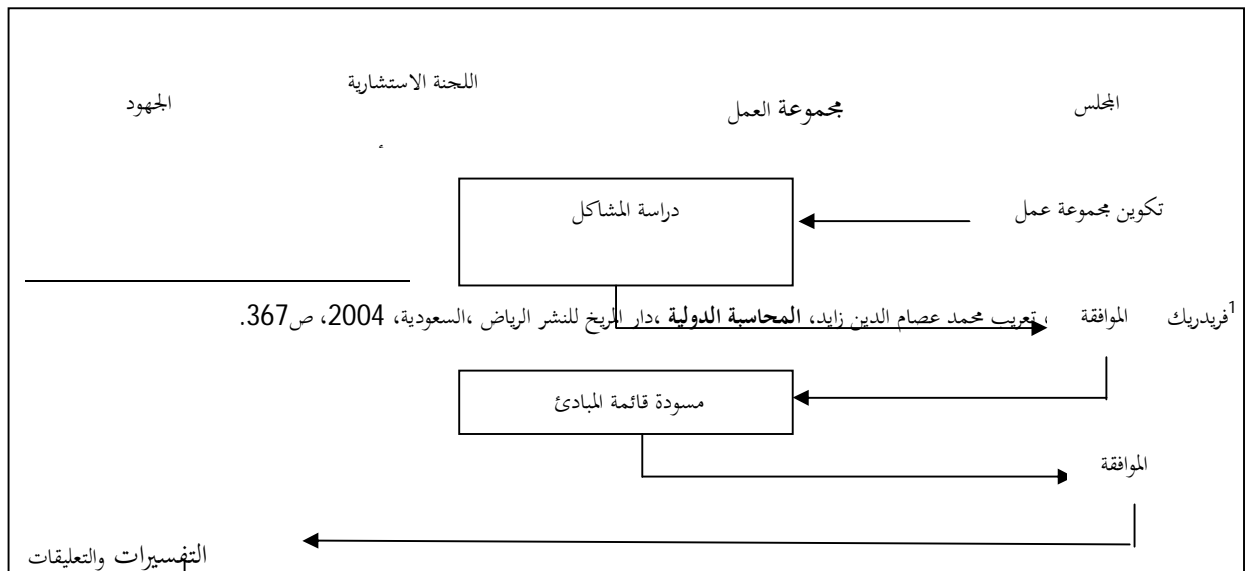 اللجنة الاستشارية
المجلس مجموعة العمل الجهود
تكوين مجموعة عمل دراسة المشاكل
1فريدريك الموافقة ، تعريب محمد عصام الدين زايد، المحاسبة الدولية ،دار المريخ للنشر الرياض ،السعودية، 2004، ص367.
مسودة قائمة المبادئ
الموافقة
التفسيرات والتعليقات